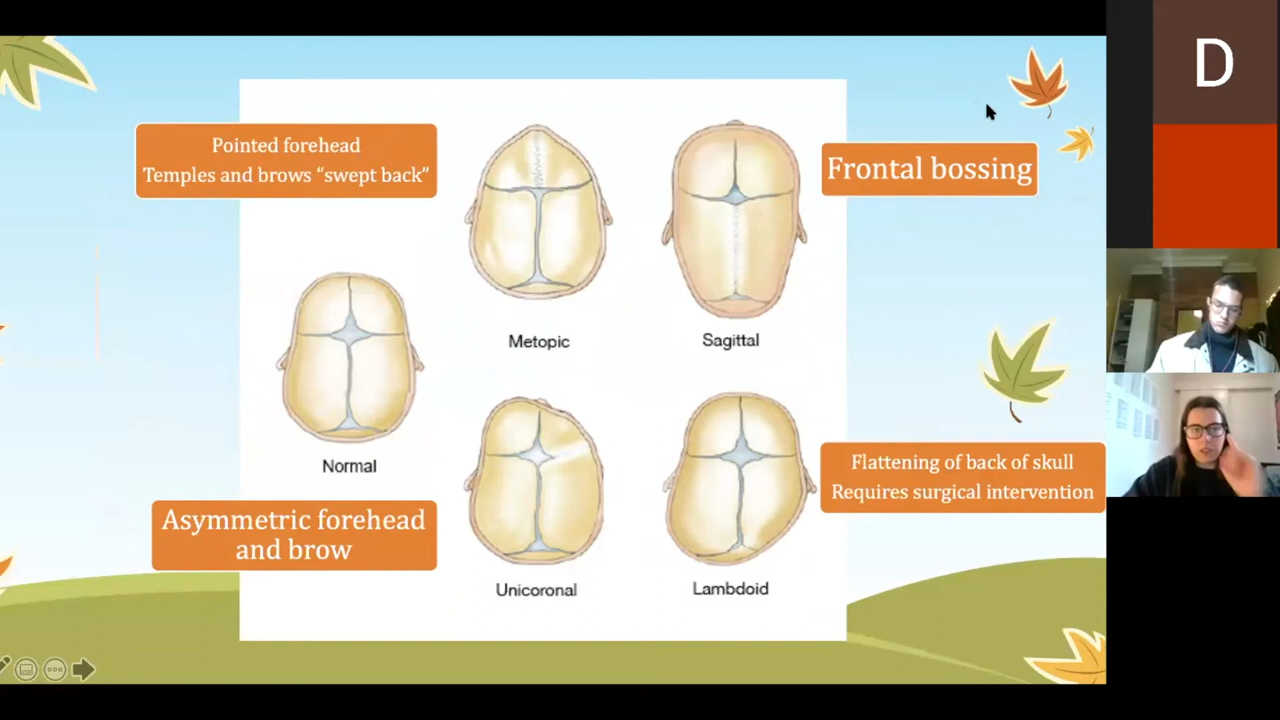 Pointed forehead
Temples and brows “swept back”
Frontal bossing
D
Metopic
Sagittal
Normal
Flattening of back of skull
Requires surgical intervention
Asymmetric forehead
and brow
Unicoronal
Lambdoid